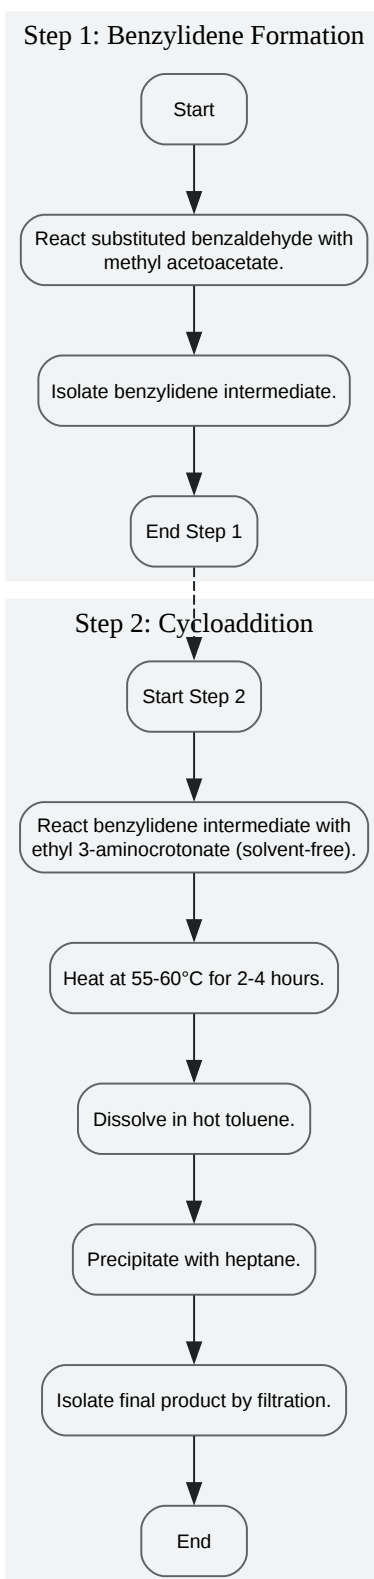 Step 1: Benzylidene Formation
Start
React substituted benzaldehyde with
methyl acetoacetate.
Isolate benzylidene intermediate.
End Step 1
Step 2: Cycloaddition
Start Step 2
React benzylidene intermediate with
ethyl 3-aminocrotonate (solvent-free).
Heat at 55-60°C for 2-4 hours.
Dissolve in hot toluene.
Precipitate with heptane.
Isolate final product by filtration.
End